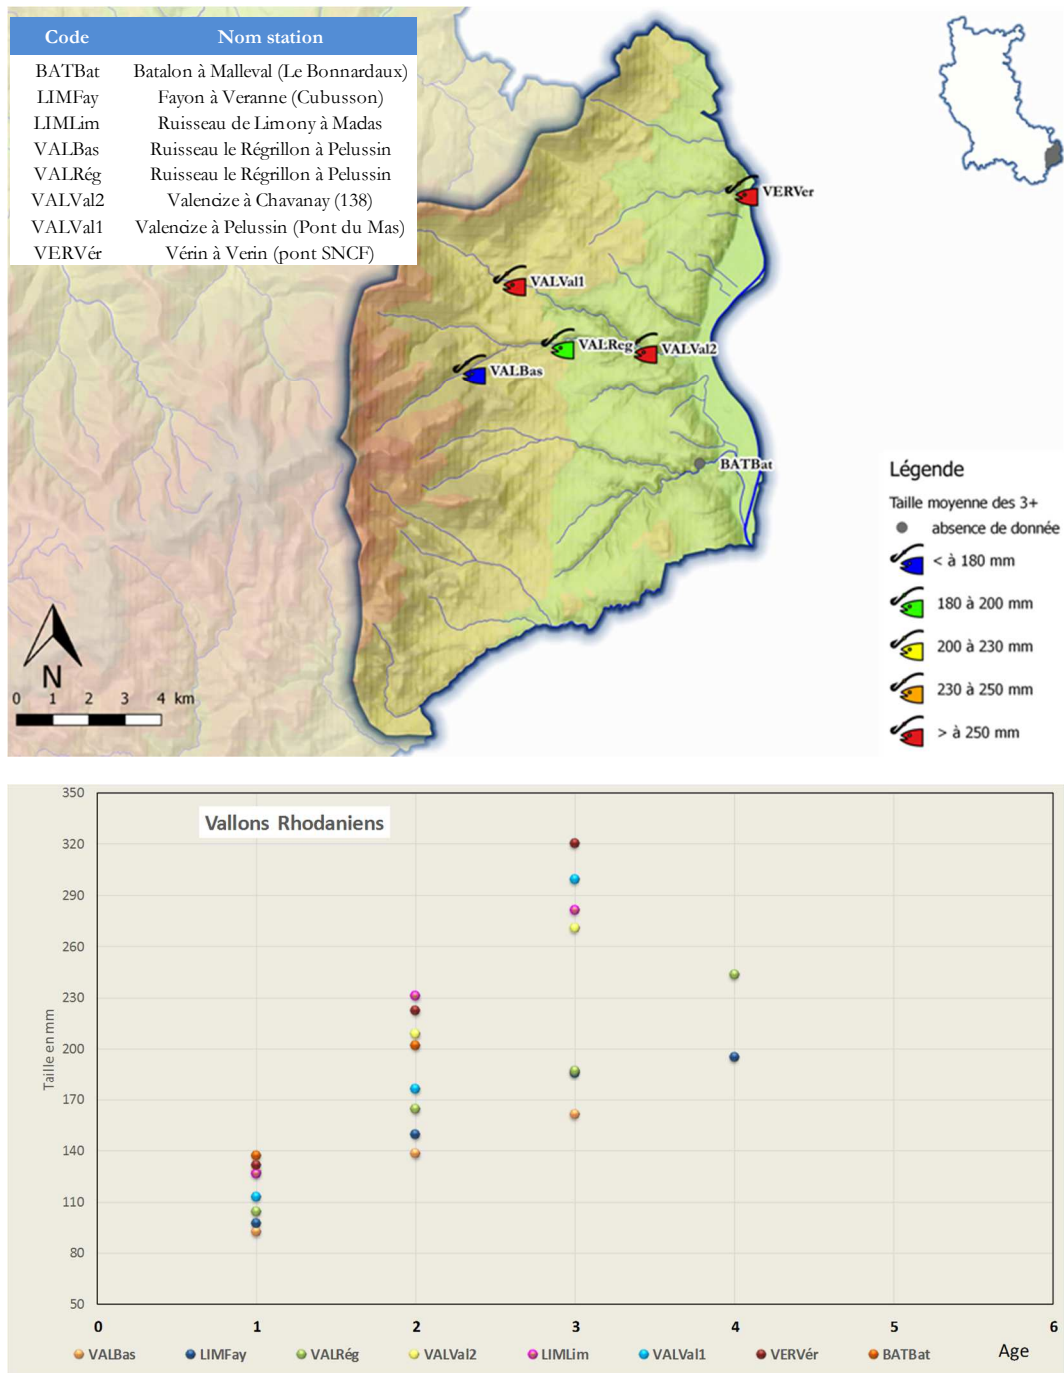 Code Nom station
BATBat Batalon à Malleval (Le Bonnardaux)
LIMFay Fayon à Veranne (Cubusson)
LIMLim Ruisseau de Limony à Madas
VALBas Ruisseau le Régrillon à Pelussin
VALRég Ruisseau le Régrillon à Pelussin
VALVal2 Valencize à Chavanay (138)
VALVal1 Valencize à Pelussin (Pont du Mas)
VERVér Vérin à Verin (pont SNCF)
VERVer
VALVal1
VALReg
VALVal2
VALBas
BATBat
Légende
Taille moyenne des 3+
absence de donnée
< à 180 mm
180 à 200 mm
200 à 230 mm
230 à 250 mm
> à 250 mm
N
0 1 2 3 4 km
Vallons Rhodaniens
Taille en mm
350
320
290
260
230
200
170
140
110
80
50
0 1 2 3 4 5 6
VALBas LIMFay VALRég VALVal2 LIMLim VALVal1 VERVér BATBat Age